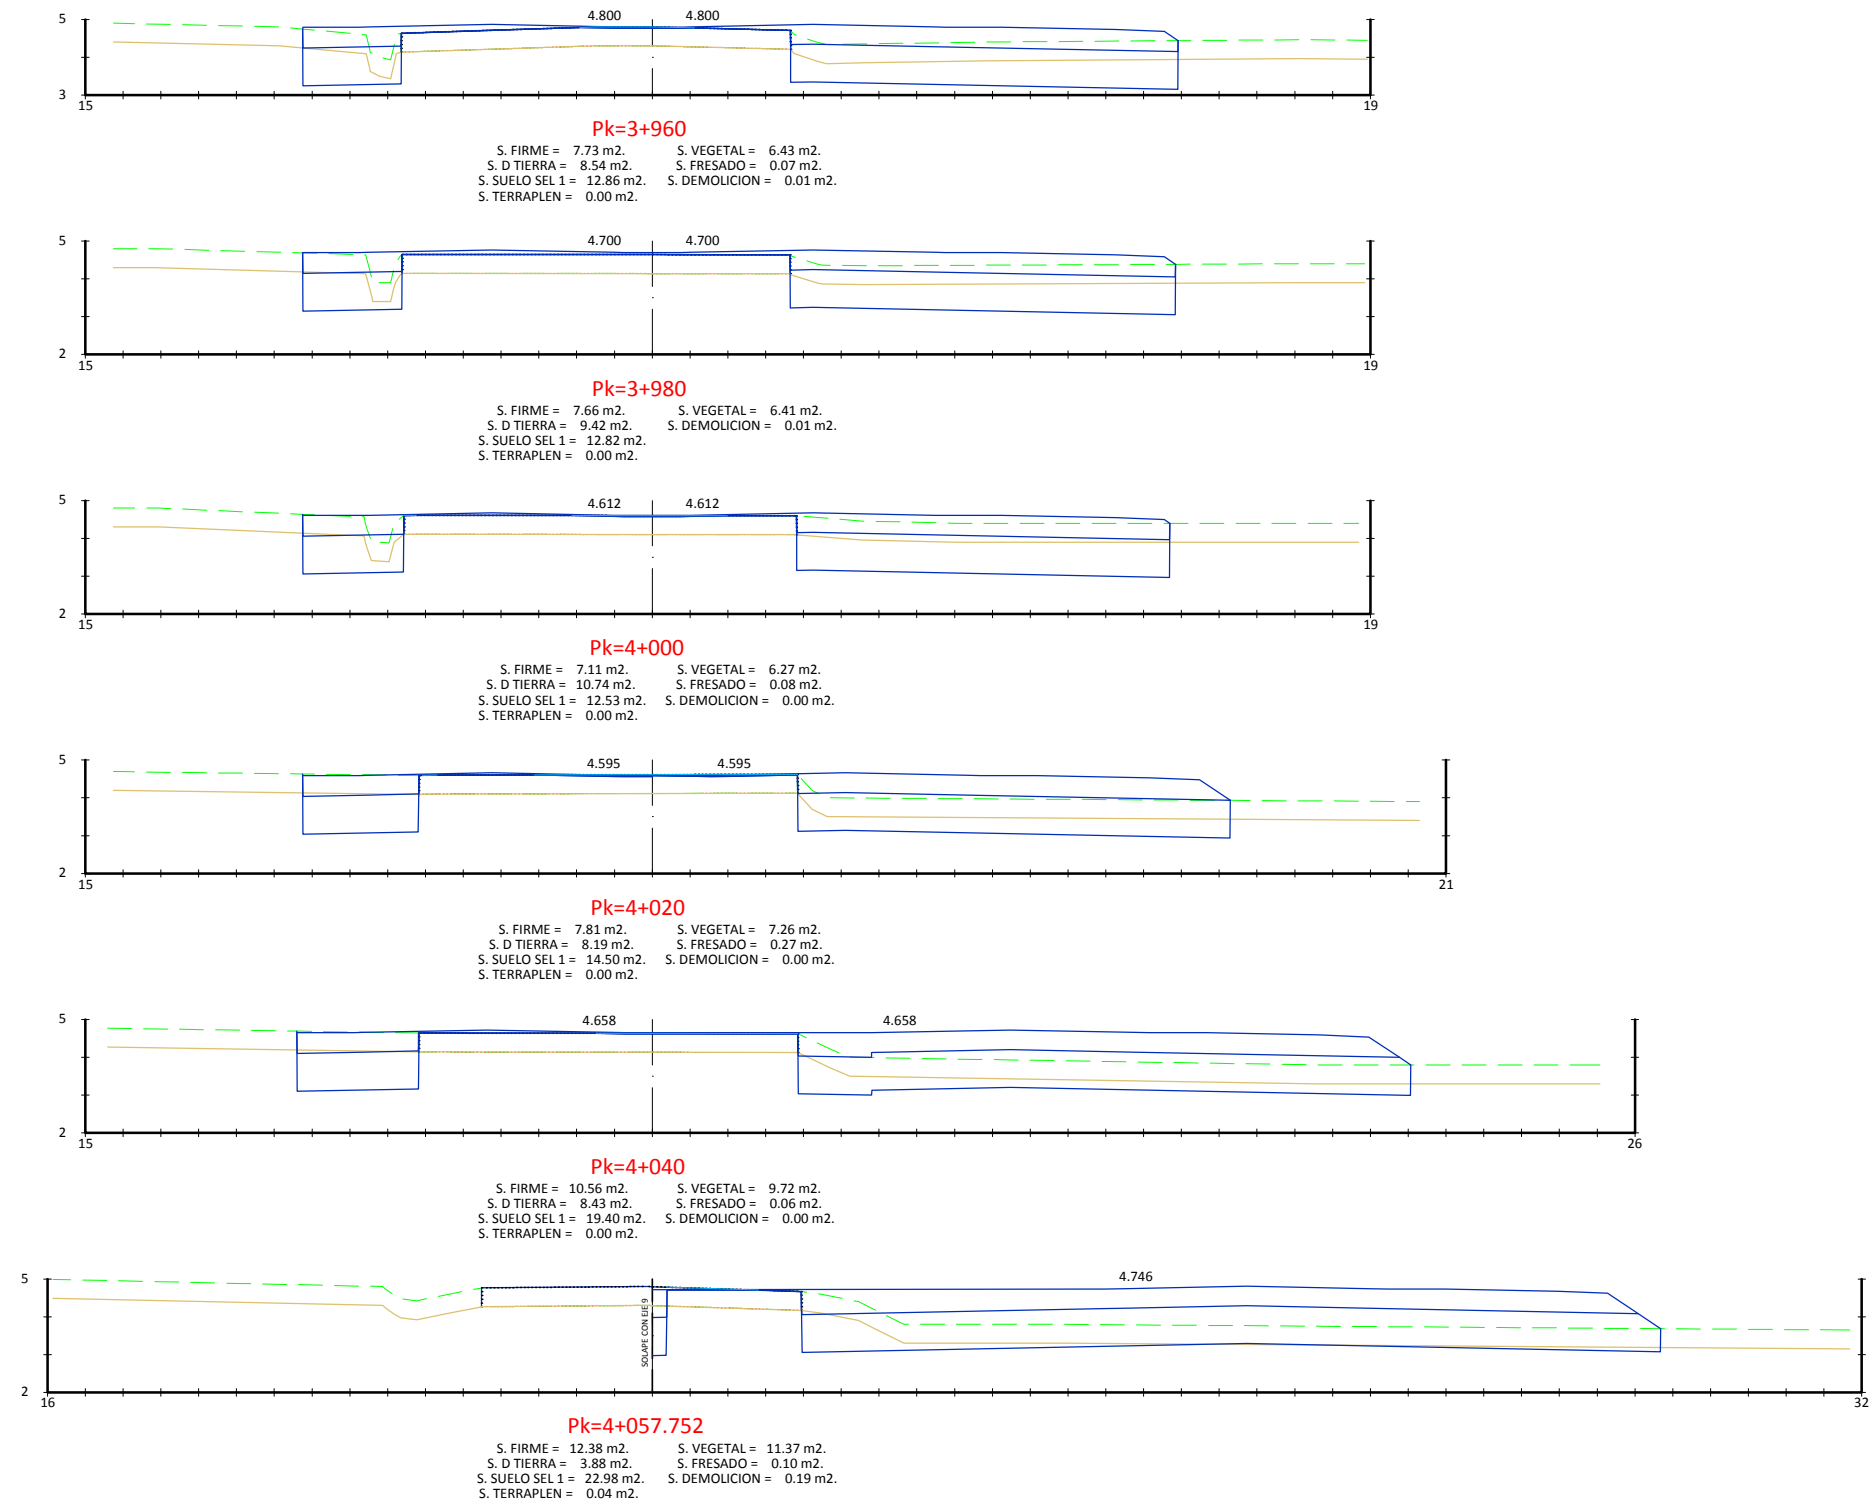 5 4.800 4.800
3
15 19
Pk=3+960
S. FIRME = 7.73 m2. S. VEGETAL = 6.43 m2.
S. D TIERRA = 8.54 m2. S. FRESADO = 0.07 m2.
S. SUELO SEL 1 = 12.86 m2. S. DEMOLICION = 0.01 m2.
S. TERRAPLEN = 0.00 m2.
5 4.700 4.700
2
15 19
Pk=3+980
S. FIRME = 7.66 m2. S. VEGETAL = 6.41 m2.
S. D TIERRA = 9.42 m2. S. DEMOLICION = 0.01 m2.
S. SUELO SEL 1 = 12.82 m2.
S. TERRAPLEN = 0.00 m2.
5 4.612 4.612
2
15 19
Pk=4+000
S. FIRME = 7.11 m2. S. VEGETAL = 6.27 m2.
S. D TIERRA = 10.74 m2. S. FRESADO = 0.08 m2.
S. SUELO SEL 1 = 12.53 m2. S. DEMOLICION = 0.00 m2.
S. TERRAPLEN = 0.00 m2.
5 4.595 4.595
2
15 21
Pk=4+020
S. FIRME = 7.81 m2. S. VEGETAL = 7.26 m2.
S. D TIERRA = 8.19 m2. S. FRESADO = 0.27 m2.
S. SUELO SEL 1 = 14.50 m2. S. DEMOLICION = 0.00 m2.
S. TERRAPLEN = 0.00 m2.
5 4.658 4.658
2
15 26
Pk=4+040
S. FIRME = 10.56 m2. S. VEGETAL = 9.72 m2.
S. D TIERRA = 8.43 m2. S. FRESADO = 0.06 m2.
S. SUELO SEL 1 = 19.40 m2. S. DEMOLICION = 0.00 m2.
S. TERRAPLEN = 0.00 m2.
5 4.746
SOLAPE CON EJE 9
2
16 32
Pk=4+057.752
S. FIRME = 12.38 m2. S. VEGETAL = 11.37 m2.
S. D TIERRA = 3.88 m2. S. FRESADO = 0.10 m2.
S. SUELO SEL 1 = 22.98 m2. S. DEMOLICION = 0.19 m2.
S. TERRAPLEN = 0.04 m2.